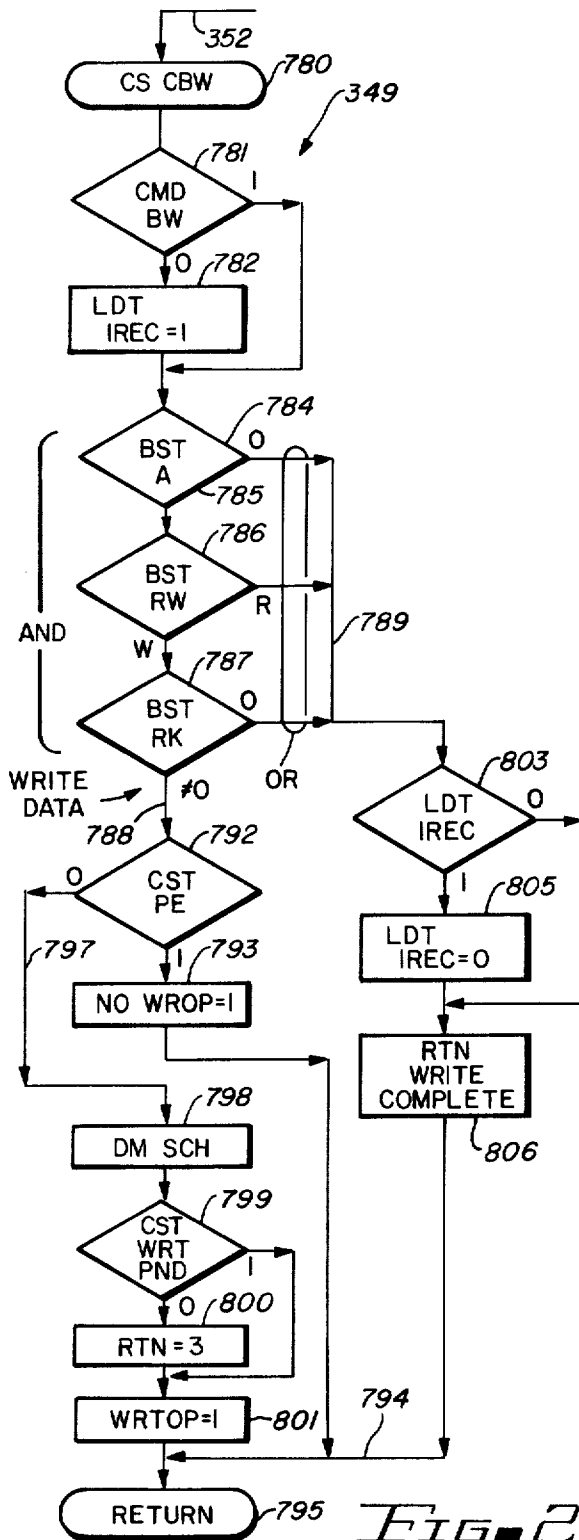 352
CS CBW
780
349
781
CMD
BW
1
0
782
LDT
IREC=1
784
BST
A
0
785
786
BST
RW
R
W
AND
789
787
BST
RK
0
OR
WRITE
DATA
≠0
788
792
CST
PE
0
1
797
793
NO WROP=1
803
LDT
IREC
0
1
805
LDT
IREC=0
RTN
WRITE
COMPLETE
806
798
DM SCH
799
CST
WRT
PND
1
0
800
RTN=3
WRTOP=1
801
794
RETURN
795
FIG. 2